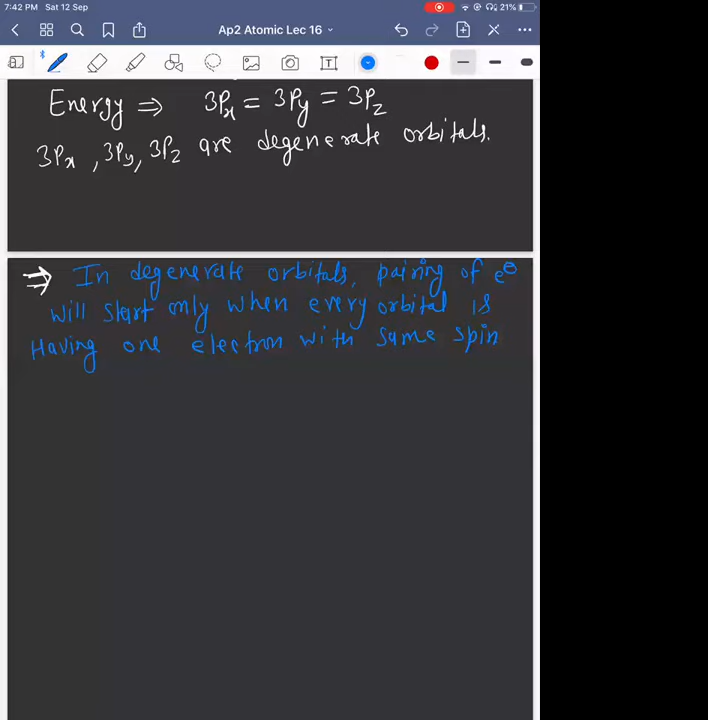 7:42 PM Sat 12 Sep
21%
Ap2 Atomic Lec 16
T
Energy ⇒ 3Px = 3Py = 3Pz
3Px, 3Py, 3Pz are degenerate orbitals.
⇒ In degenerate orbitals, pairing of e⊖
will start only when every orbital is
Having one electron with same spin